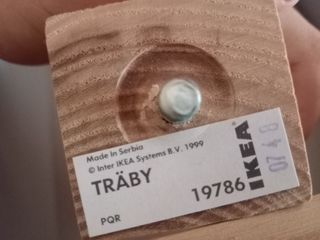 Made in Serbia
© Inter IKEA Systems B.V. 1999
TRÄBY
19786
PQR
IKEA
0748